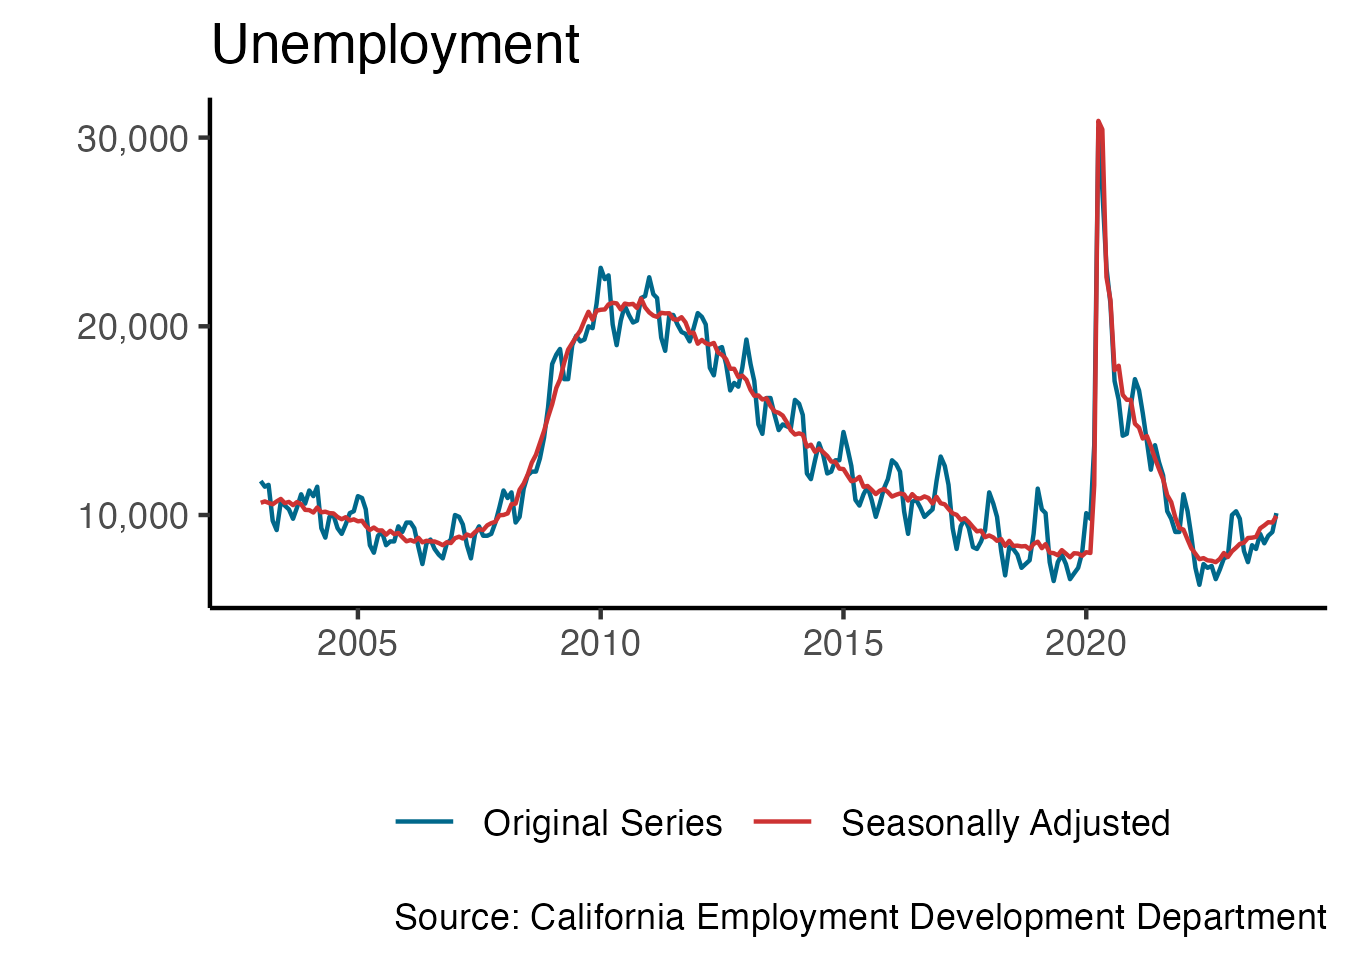 Unemployment
30,000
20,000
10,000
2005 2010 2015 2020
Original Series Seasonally Adjusted
Source: California Employment Development Department